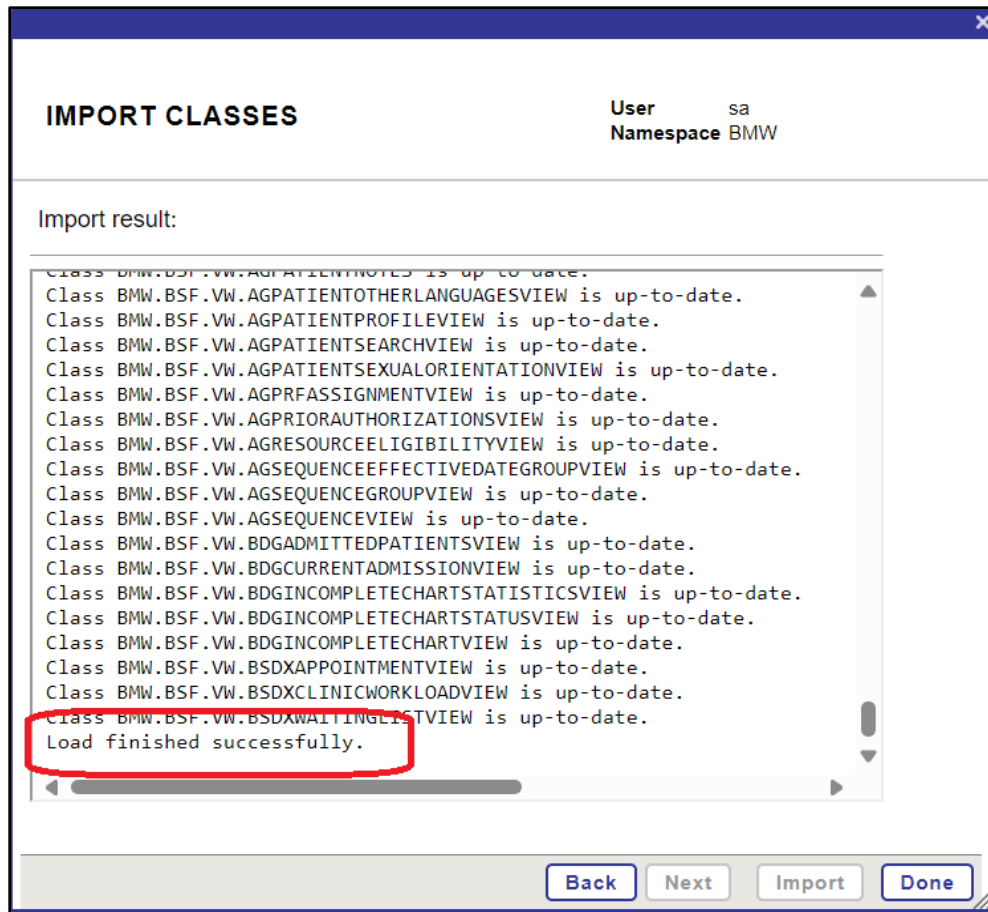 ×
IMPORT CLASSES
User sa
Namespace BMW
Import result:
Class BMW.BSF.VW.AGPATIENTNOTES is up-to-date.
Class BMW.BSF.VW.AGPATIENTOTHERLANGUAGESVIEW is up-to-date.
Class BMW.BSF.VW.AGPATIENTPROFILEVIEW is up-to-date.
Class BMW.BSF.VW.AGPATIENTSEARCHVIEW is up-to-date.
Class BMW.BSF.VW.AGPATIENTSEXUALORIENTATIONVIEW is up-to-date.
Class BMW.BSF.VW.AGPRFASSIGNMENTVIEW is up-to-date.
Class BMW.BSF.VW.AGPRIORAUTHORIZATIONSVIEW is up-to-date.
Class BMW.BSF.VW.AGRESOURCEELIGIBILITYVIEW is up-to-date.
Class BMW.BSF.VW.AGSEQUENCEEFFECTIVEDATEGROUPVIEW is up-to-date.
Class BMW.BSF.VW.AGSEQUENCEGROUPVIEW is up-to-date.
Class BMW.BSF.VW.AGSEQUENCEVIEW is up-to-date.
Class BMW.BSF.VW.BDGADMITTEDPATIENTSVIEW is up-to-date.
Class BMW.BSF.VW.BDGCURRENTADMISSIONVIEW is up-to-date.
Class BMW.BSF.VW.BDGINCOMPLETECHARTSTATISTICSVIEW is up-to-date.
Class BMW.BSF.VW.BDGINCOMPLETECHARTSTATUSVIEW is up-to-date.
Class BMW.BSF.VW.BDGINCOMPLETECHARTVIEW is up-to-date.
Class BMW.BSF.VW.BSDXAPPOINTMENTVIEW is up-to-date.
Class BMW.BSF.VW.BSDXCLINICWORKLOADVIEW is up-to-date.
Class BMW.BSF.VW.BSDXWAITINGLISTVIEW is up-to-date.
Load finished successfully.
Back Next Import Done